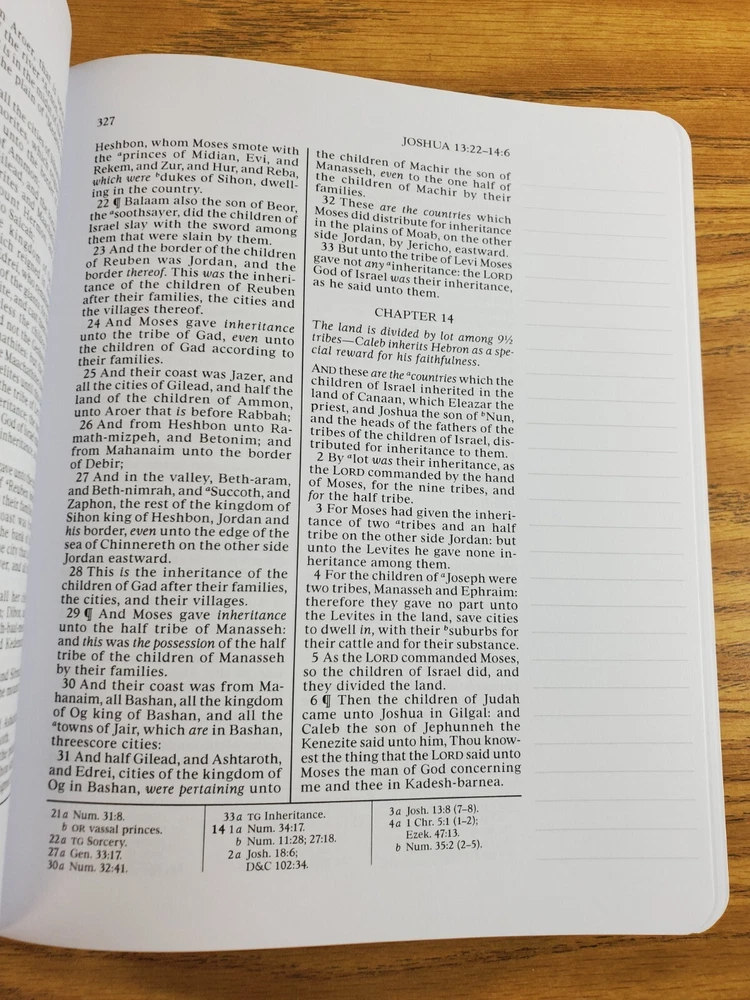 327
JOSHUA 13:22–14:6
Heshbon, whom Moses smote with
the aprinces of Midian, Evi, and
Rekem, and Zur, and Hur, and Reba,
which were bdukes of Sihon, dwell-
ing in the country.
22 ¶ Balaam also the son of Beor,
the asoothsayer, did the children of
Israel slay with the sword among
them that were slain by them.
23 And the border of the children
of Reuben was Jordan, and the
border thereof. This was the inheri-
tance of the children of Reuben
after their families, the cities and
the villages thereof.
24 And Moses gave inheritance
unto the tribe of Gad, even unto
the children of Gad according to
their families.
25 And their coast was Jazer, and
all the cities of Gilead, and half the
land of the children of Ammon,
unto Aroer that is before Rabbah;
26 And from Heshbon unto Ra-
math-mizpeh, and Betonim; and
from Mahanaim unto the border
of Debir;
27 And in the valley, Beth-aram,
and Beth-nimrah, and aSuccoth, and
Zaphon, the rest of the kingdom of
Sihon king of Heshbon, Jordan and
his border, even unto the edge of the
sea of Chinnereth on the other side
Jordan eastward.
28 This is the inheritance of the
children of Gad after their families,
the cities, and their villages.
29 ¶ And Moses gave inheritance
unto the half tribe of Manasseh:
and this was the possession of the half
tribe of the children of Manasseh
by their families.
30 And their coast was from Ma-
hanaim, all Bashan, all the kingdom
of Og king of Bashan, and all the
atowns of Jair, which are in Bashan,
threescore cities:
31 And half Gilead, and Ashtaroth,
and Edrei, cities of the kingdom of
Og in Bashan, were pertaining unto
the children of Machir the son of
Manasseh, even to the one half of
the children of Machir by their
families.
32 These are the countries which
Moses did distribute for inheritance
in the plains of Moab, on the other
side Jordan, by Jericho, eastward.
33 But unto the tribe of Levi Moses
gave not any ainheritance: the LORD
God of Israel was their inheritance,
as he said unto them.
CHAPTER 14
The land is divided by lot among 9½
tribes—Caleb inherits Hebron as a spe-
cial reward for his faithfulness.
AND these are the acountries which the
children of Israel inherited in the
land of Canaan, which Eleazar the
priest, and Joshua the son of bNun,
and the heads of the fathers of the
tribes of the children of Israel, dis-
tributed for inheritance to them.
2 By alot was their inheritance, as
the LORD commanded by the hand
of Moses, for the nine tribes, and
for the half tribe.
3 For Moses had given the inheri-
tance of two atribes and an half
tribe on the other side Jordan: but
unto the Levites he gave none in-
heritance among them.
4 For the children of aJoseph were
two tribes, Manasseh and Ephraim:
therefore they gave no part unto
the Levites in the land, save cities
to dwell in, with their bsuburbs for
their cattle and for their substance.
5 As the LORD commanded Moses,
so the children of Israel did, and
they divided the land.
6 ¶ Then the children of Judah
came unto Joshua in Gilgal: and
Caleb the son of Jephunneh the
Kenezite said unto him, Thou know-
est the thing that the LORD said unto
Moses the man of God concerning
me and thee in Kadesh-barnea.
21a Num. 31:8.
b OR vassal princes.
22a TG Sorcery.
27a Gen. 33:17.
30a Num. 32:41.
33a TG Inheritance.
14 1a Num. 34:17.
b Num. 11:28; 27:18.
2a Josh. 18:6;
D&C 102:34.
3a Josh. 13:8 (7–8).
4a 1 Chr. 5:1 (1–2);
Ezek. 47:13.
b Num. 35:2 (2–5).